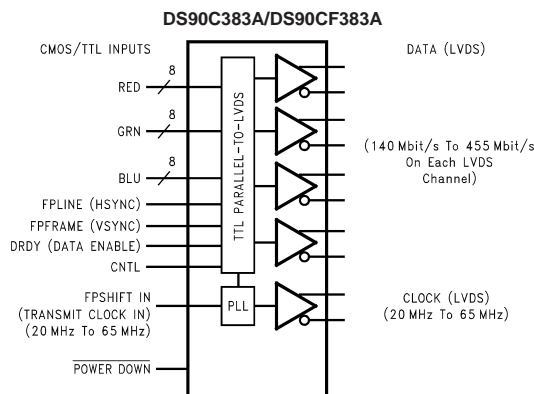 DS90C383A/DS90CF383A
CMOS/TTL INPUTS
DATA (LVDS)
RED
8
GRN
8
BLU
8
FPLINE (HSYNC)
FPFRAME (VSYNC)
DRDY (DATA ENABLE)
CNTL
TTL PARALLEL-TO-LVDS
(140 Mbit/s To 455 Mbit/s
On Each LVDS
Channel)
FPSHIFT IN
(TRANSMIT CLOCK IN)
(20 MHz To 65 MHz)
PLL
CLOCK (LVDS)
(20 MHz To 65 MHz)
POWER DOWN